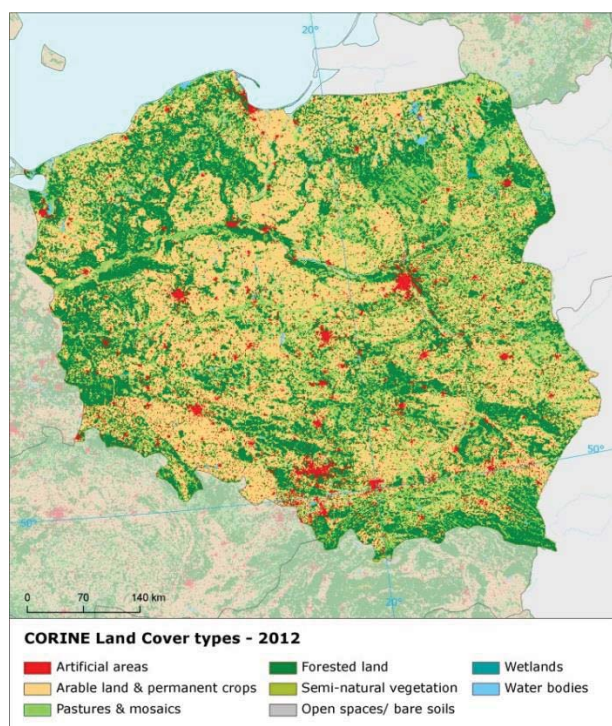 20°
50°
50°
20°
0 70 140 km
CORINE Land Cover types - 2012
Artificial areas
Forested land
Wetlands
Arable land & permanent crops
Semi-natural vegetation
Water bodies
Pastures & mosaics
Open spaces/ bare soils